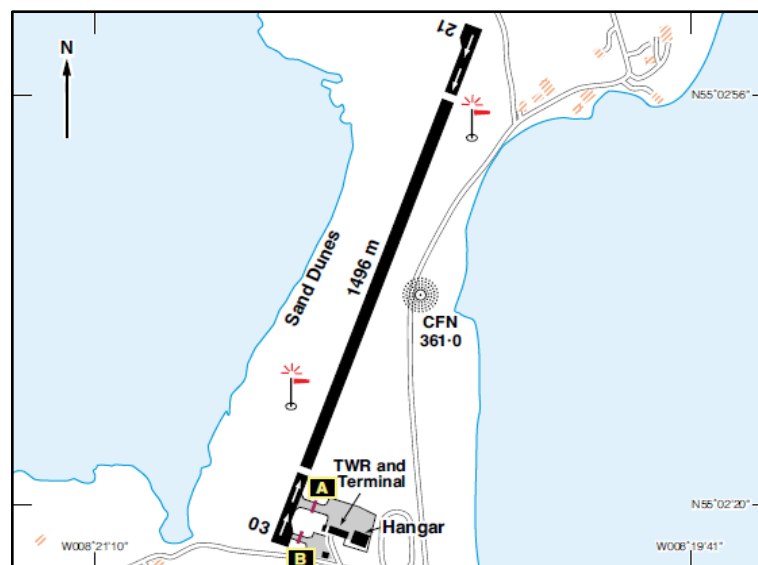 N
21
N55°02'56"
Sand Dunes
1496 m
CFN
361·0
TWR and
Terminal
A
Hangar
03
B
N55°02'20"
W008°21'10"
W008°19'41"